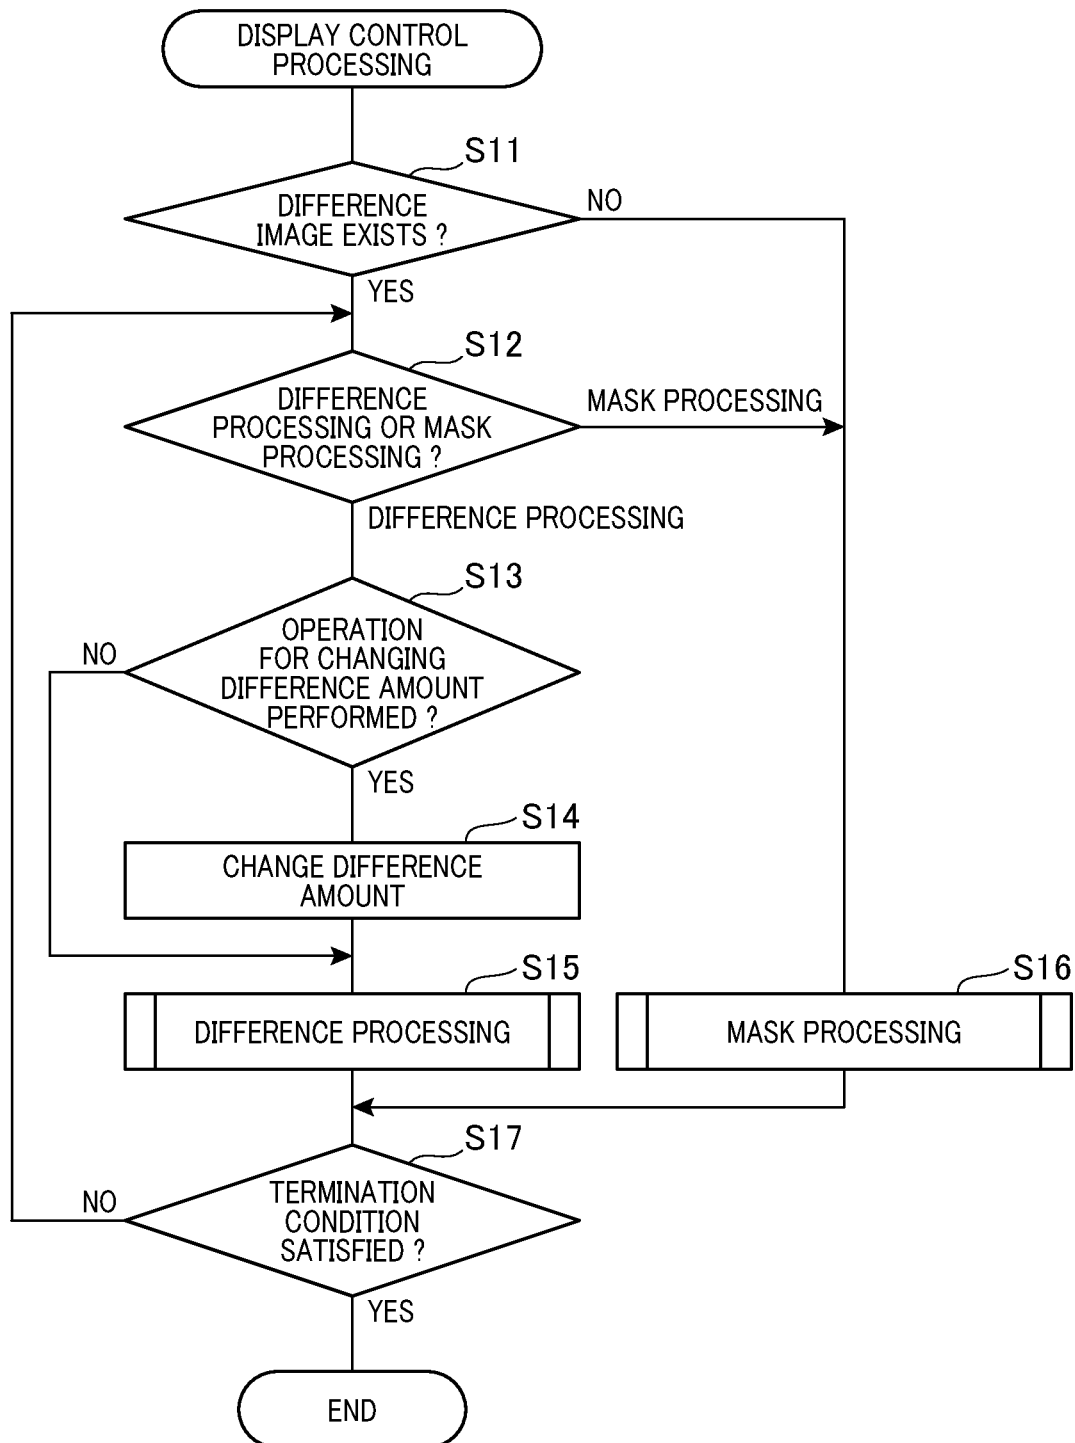 DISPLAY CONTROL
PROCESSING
S11
DIFFERENCE
IMAGE EXISTS ?
NO
YES
S12
DIFFERENCE
PROCESSING OR MASK
PROCESSING ?
MASK PROCESSING
DIFFERENCE PROCESSING
S13
OPERATION
FOR CHANGING
DIFFERENCE AMOUNT
PERFORMED ?
NO
YES
S14
CHANGE DIFFERENCE
AMOUNT
S15
DIFFERENCE PROCESSING
S16
MASK PROCESSING
S17
TERMINATION
CONDITION
SATISFIED ?
NO
YES
END